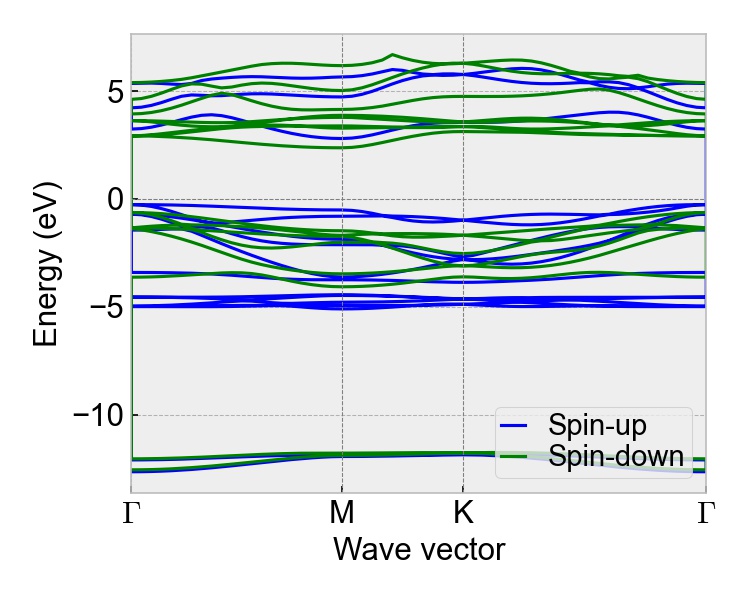 Energy (eV)
5
0
−5
−10
Spin-up
Spin-down
Γ
M
K
Γ
Wave vector